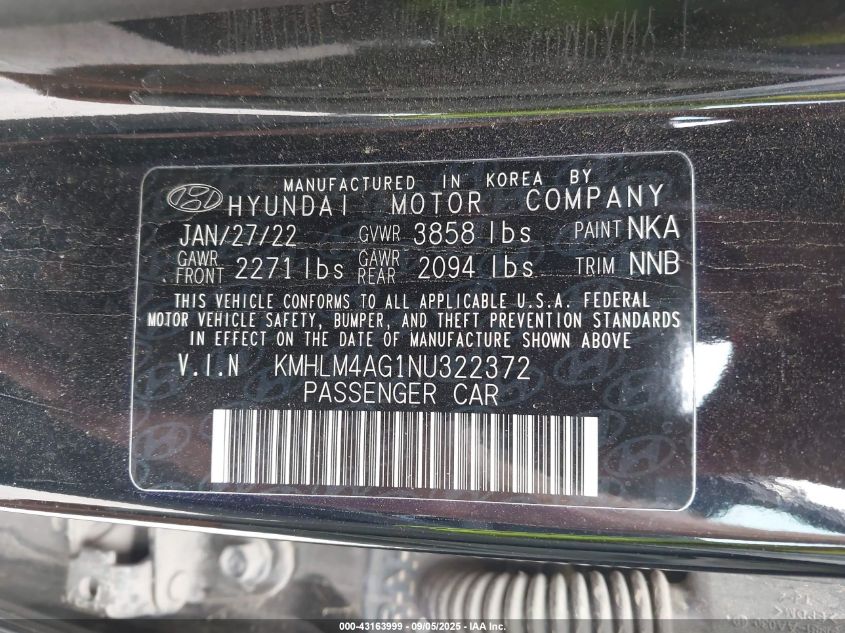 MANUFACTURED IN KOREA BY
HYUNDAI MOTOR COMPANY
JAN/27/22 GVWR 3858 lbs PAINT NKA
GAWR FRONT 2271 lbs GAWR REAR 2094 lbs TRIM NNB
THIS VEHICLE CONFORMS TO ALL APPLICABLE U.S.A. FEDERAL
MOTOR VEHICLE SAFETY, BUMPER, AND THEFT PREVENTION STANDARDS
IN EFFECT ON THE DATE OF MANUFACTURE SHOWN ABOVE
V.I.N KMHLM4AG1NU322372
PASSENGER CAR
000-43163999 - 09/05/2025 - IAA Inc.